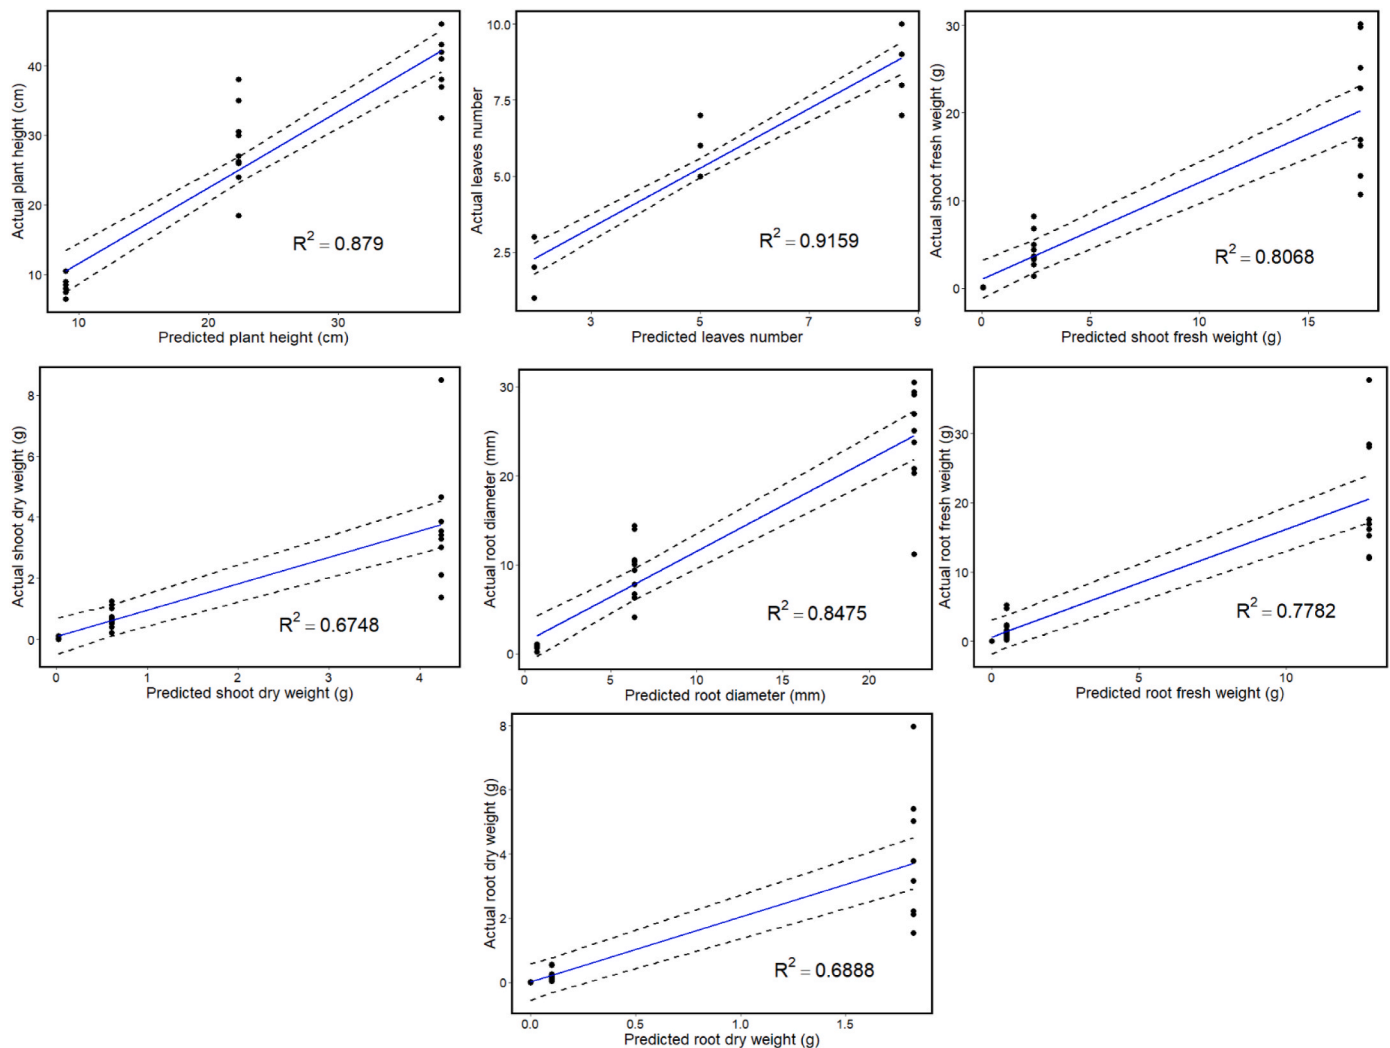 Actual plant height (cm)
40
30
20
10
R² = 0.879
10 20 30
Predicted plant height (cm)
Actual leaves number
10.0
7.5
5.0
2.5
R² = 0.9159
3 5 7 9
Predicted leaves number
Actual shoot fresh weight (g)
30
20
10
0
R² = 0.8068
0 5 10 15
Predicted shoot fresh weight (g)
Actual shoot dry weight (g)
8
6
4
2
0
R² = 0.6748
0 1 2 3 4
Predicted shoot dry weight (g)
Actual root diameter (mm)
30
20
10
0
R² = 0.8475
0 5 10 15 20
Predicted root diameter (mm)
Actual root fresh weight (g)
30
20
10
0
R² = 0.7782
0 5 10
Predicted root fresh weight (g)
Actual root dry weight (g)
8
6
4
2
0
R² = 0.6888
0.0 0.5 1.0 1.5
Predicted root dry weight (g)